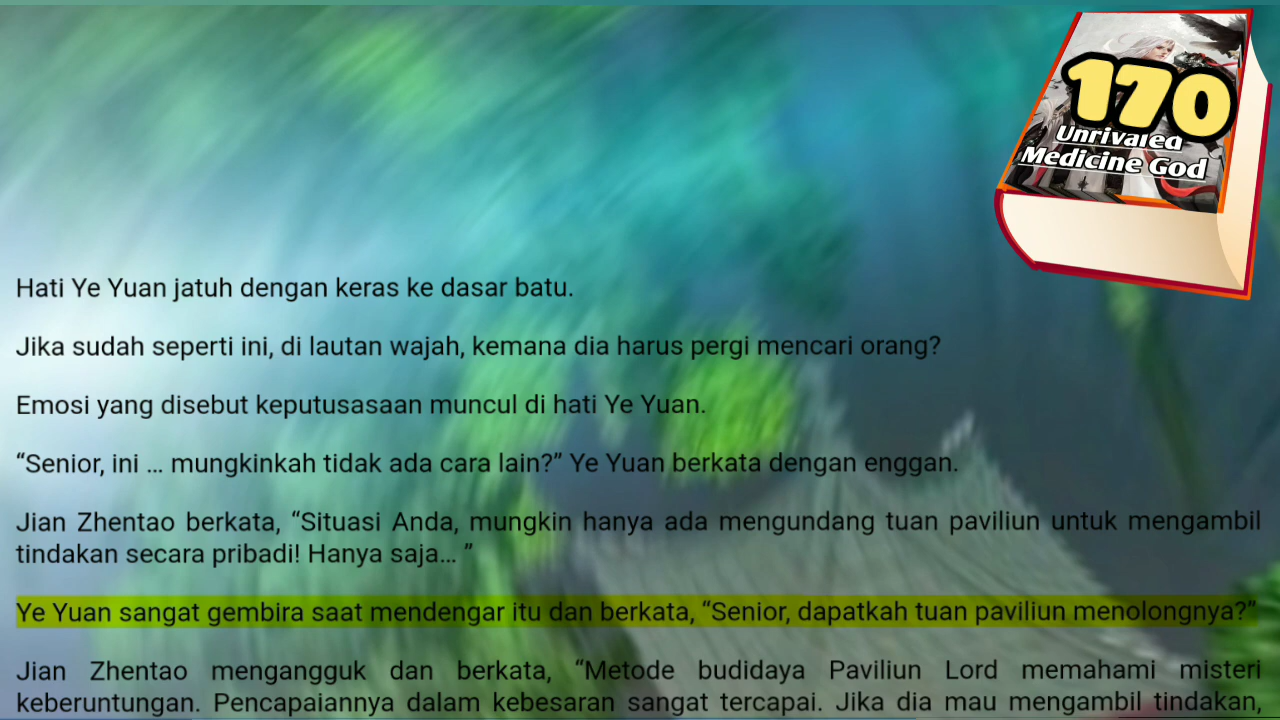 170
Unrivaled
Medicine God
Hati Ye Yuan jatuh dengan keras ke dasar batu.
Jika sudah seperti ini, di lautan wajah, kemana dia harus pergi mencari orang?
Emosi yang disebut keputusasaan muncul di hati Ye Yuan.
“Senior, ini … mungkinkah tidak ada cara lain?” Ye Yuan berkata dengan enggan.
Jian Zhentao berkata, “Situasi Anda, mungkin hanya ada mengundang tuan paviliun untuk mengambil
tindakan secara pribadi! Hanya saja… ”
Ye Yuan sangat gembira saat mendengar itu dan berkata, “Senior, dapatkah tuan paviliun menolongnya?”
Jian Zhentao mengangguk dan berkata, “Metode budidaya Paviliun Lord memahami misteri
keberuntungan. Pencapaiannya dalam kebesaran sangat tercapai. Jika dia mau mengambil tindakan,